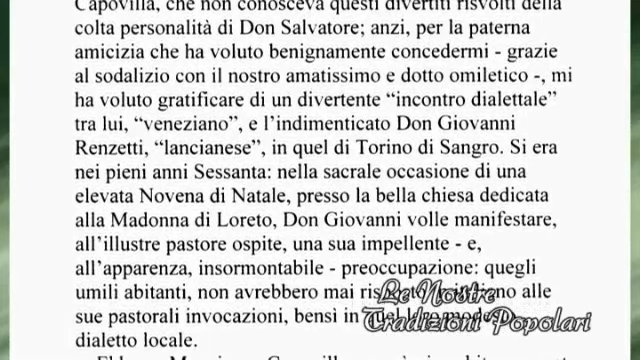 Capovilla, che non conosceva questi divertiti risvolti della
colta personalità di Don Salvatore; anzi, per la paterna
amicizia che ha voluto benignamente concedermi - grazie
al sodalizio con il nostro amatissimo e dotto omiletico -, mi
ha voluto gratificare di un divertente “incontro dialettale”
tra lui, “veneziano”, e l’indimenticato Don Giovanni
Renzetti, “lancianese”, in quel di Torino di Sangro. Si era
nei pieni anni Sessanta: nella sacrale occasione di una
elevata Novena di Natale, presso la bella chiesa dedicata
alla Madonna di Loreto, Don Giovanni volle manifestare,
all’illustre pastore ospite, una sua impellente - e,
all’apparenza, insormontabile - preoccupazione: quegli
umili abitanti, non avrebbero mai alle
sue pastorali invocazioni, bensì in
dialetto locale.
Le Nostre
Tradizioni Popolari